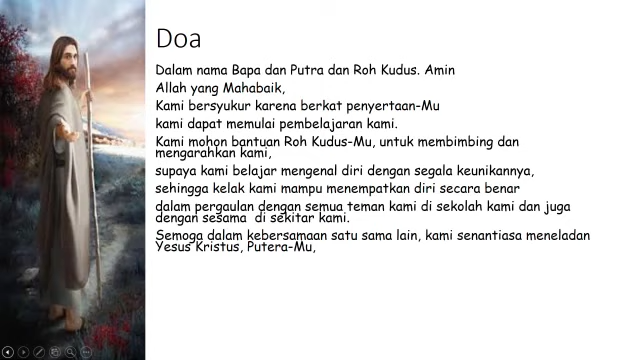 Doa
Dalam nama Bapa dan Putra dan Roh Kudus. Amin
Allah yang Mahabaik,
Kami bersyukur karena berkat penyertaan-Mu
kami dapat memulai pembelajaran kami.
Kami mohon bantuan Roh Kudus-Mu, untuk membimbing dan
mengarahkan kami,
supaya kami belajar mengenal diri dengan segala keunikannya,
sehingga kelak kami mampu menempatkan diri secara benar
dalam pergaulan dengan semua teman kami di sekolah kami dan juga
dengan sesama  di sekitar kami.
Semoga dalam kebersamaan satu sama lain, kami senantiasa meneladan
Yesus Kristus, Putera-Mu,